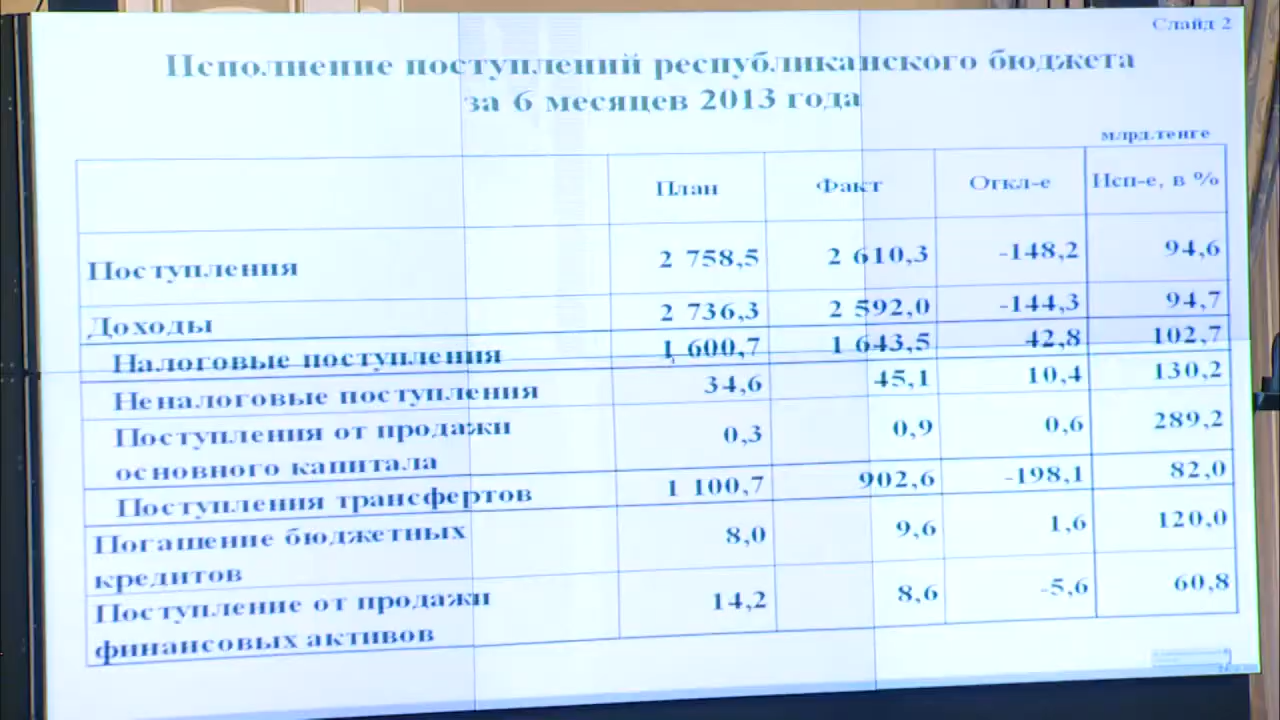 Слайд 2
Исполнение поступлений республиканского бюджета
за 6 месяцев 2013 года
млрд.тенге
План Факт Откл-е Исп-е, в %
Поступления 2 758,5 2 610,3 -148,2 94,6
Доходы 2 736,3 2 592,0 -144,3 94,7
Налоговые поступления 1 600,7 1 643,5 42,8 102,7
Неналоговые поступления 34,6 45,1 10,4 130,2
Поступления от продажи
основного капитала 0,3 0,9 0,6 289,2
Поступления трансфертов 1 100,7 902,6 -198,1 82,0
Погашение бюджетных
кредитов 8,0 9,6 1,6 120,0
Поступление от продажи
финансовых активов 14,2 8,6 -5,6 60,8